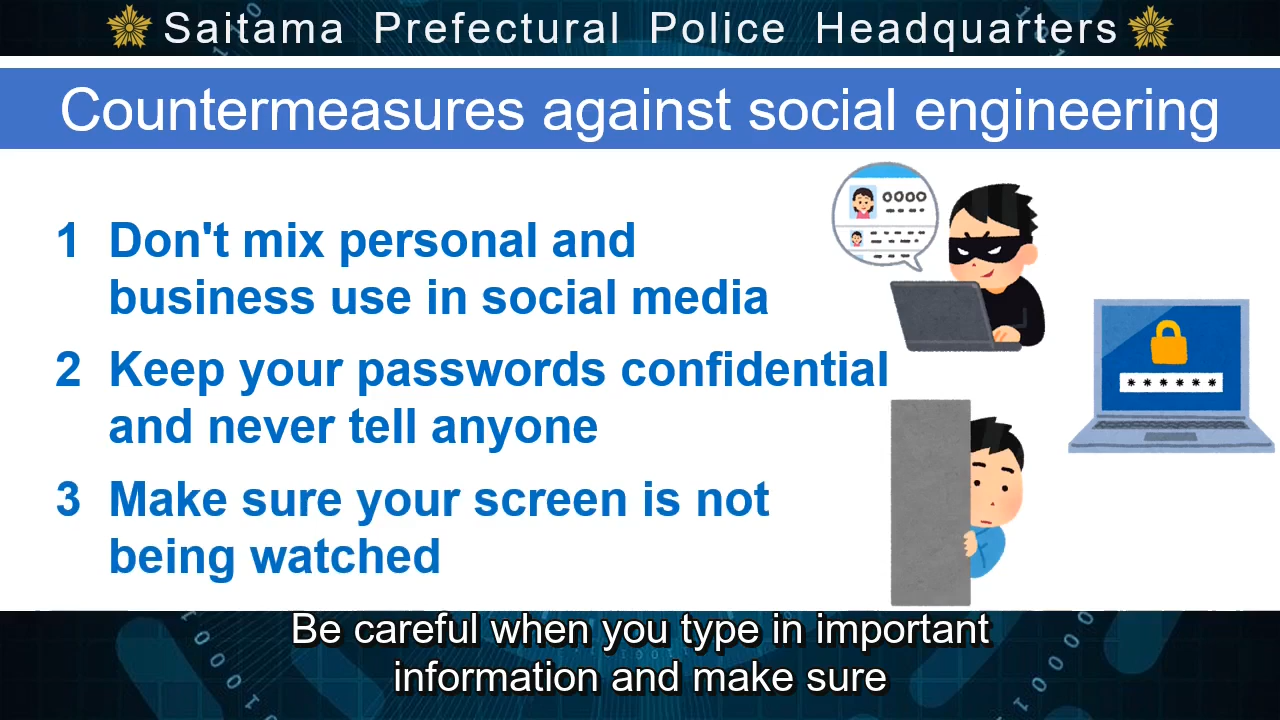 Saitama Prefectural Police Headquarters
Countermeasures against social engineering
1 Don't mix personal and
business use in social media
2 Keep your passwords confidential
and never tell anyone
3 Make sure your screen is not
being watched
Be careful when you type in important
information and make sure